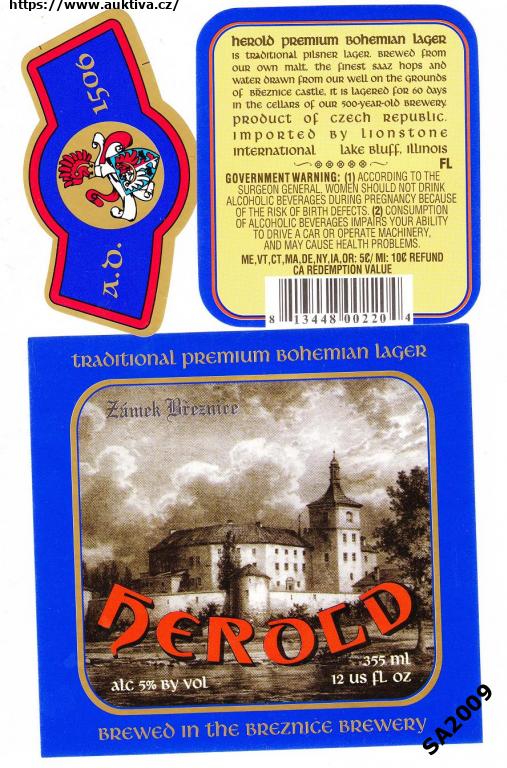 https://www.auktiva.cz/
A.D. 1506
herold premium bohemian lager
is traditional pilsner lager. brewed from
our own malt, the finest saaz hops and
water drawn from our well on the grounds
of Březnice castle, it is lagered for 60 days
in the cellars of our 500-year-old brewery.
product of czech republic.
imported by lionstone
international lake bluff, illinois
FL
GOVERNMENT WARNING: (1) ACCORDING TO THE
SURGEON GENERAL, WOMEN SHOULD NOT DRINK
ALCOHOLIC BEVERAGES DURING PREGNANCY BECAUSE
OF THE RISK OF BIRTH DEFECTS. (2) CONSUMPTION
OF ALCOHOLIC BEVERAGES IMPAIRS YOUR ABILITY
TO DRIVE A CAR OR OPERATE MACHINERY,
AND MAY CAUSE HEALTH PROBLEMS.
ME,VT,CT,MA,DE,NY,IA,OR: 5¢/ MI: 10¢ REFUND
CA REDEMPTION VALUE
8 13448 00220 4
traditional premium bohemian lager
Zámek Březnice
HEROLD
355 ml
alc 5% by vol 12 us fl oz
brewed in the breznice brewery
SA2009